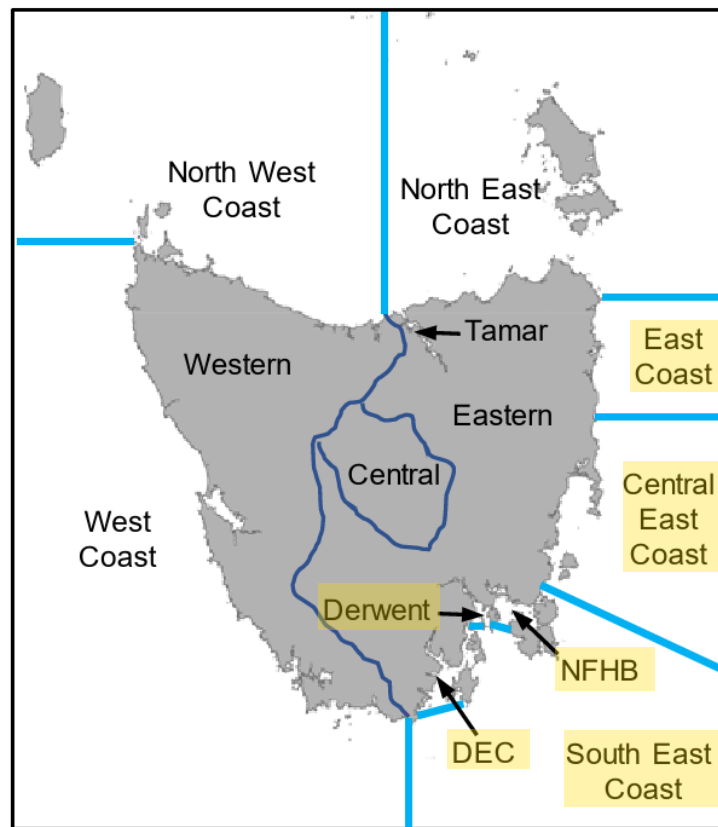 North West
Coast
North East
Coast
Tamar
East
Coast
Western
Eastern
Central
Central
East
Coast
West
Coast
Derwent
NFHB
DEC
South East
Coast